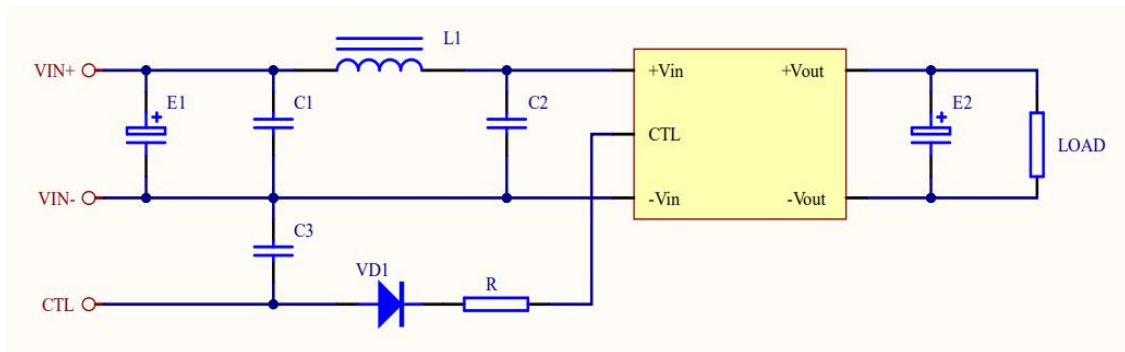 L1
VIN+
+Vin
+Vout
E1
C1
C2
E2
CTL
LOAD
VIN-
-Vin
-Vout
C3
VD1
R
CTL